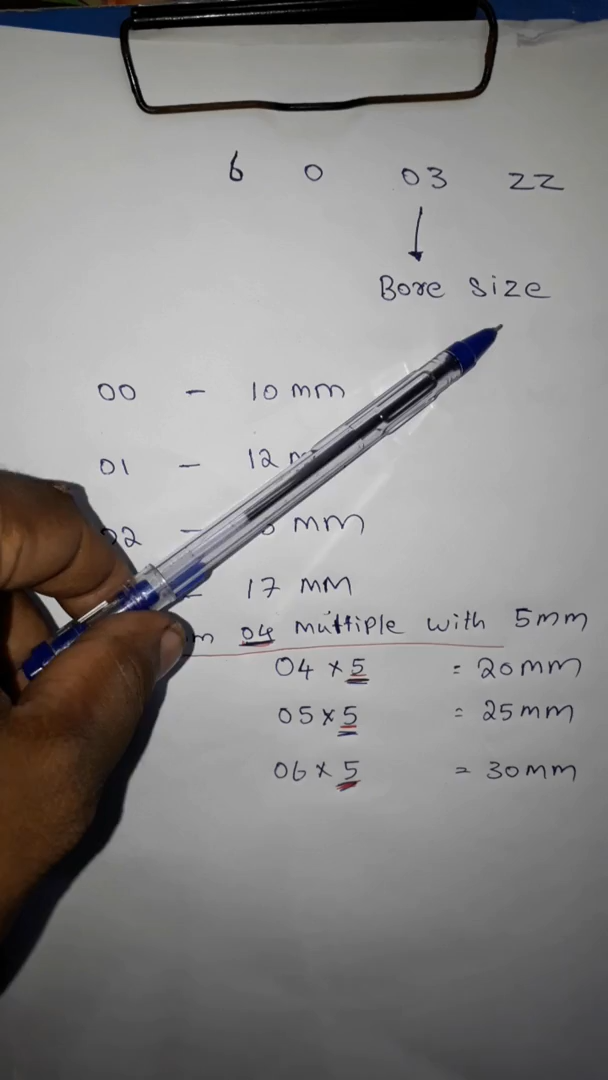 6 0 03 ZZ
Bore size
00 - 10 mm
01 - 12 m
02 - mm
- 17 mm
04 multiple with 5mm
04 x 5 = 20mm
05 x 5 = 25mm
06 x 5 = 30mm